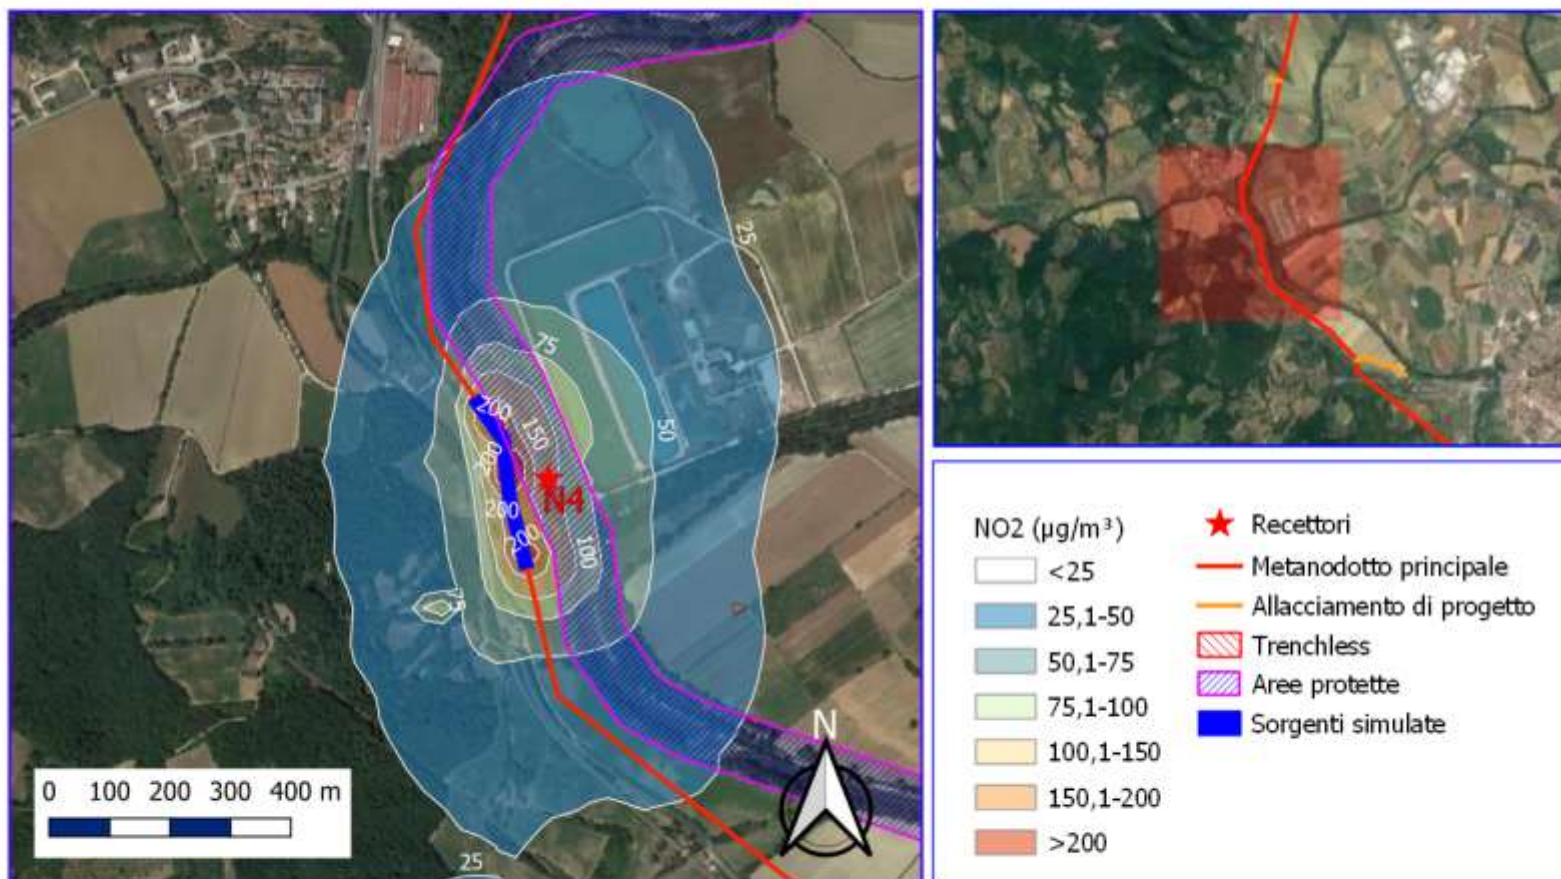 25
75
50
200
150
200
N4
200
200
100
75
25
N
0 100 200 300 400 m
NO2 (µg/m³)
<25
25,1-50
50,1-75
75,1-100
100,1-150
150,1-200
>200
Recettori
Metanodotto principale
Allacciamento di progetto
Trenchless
Aree protette
Sorgenti simulate